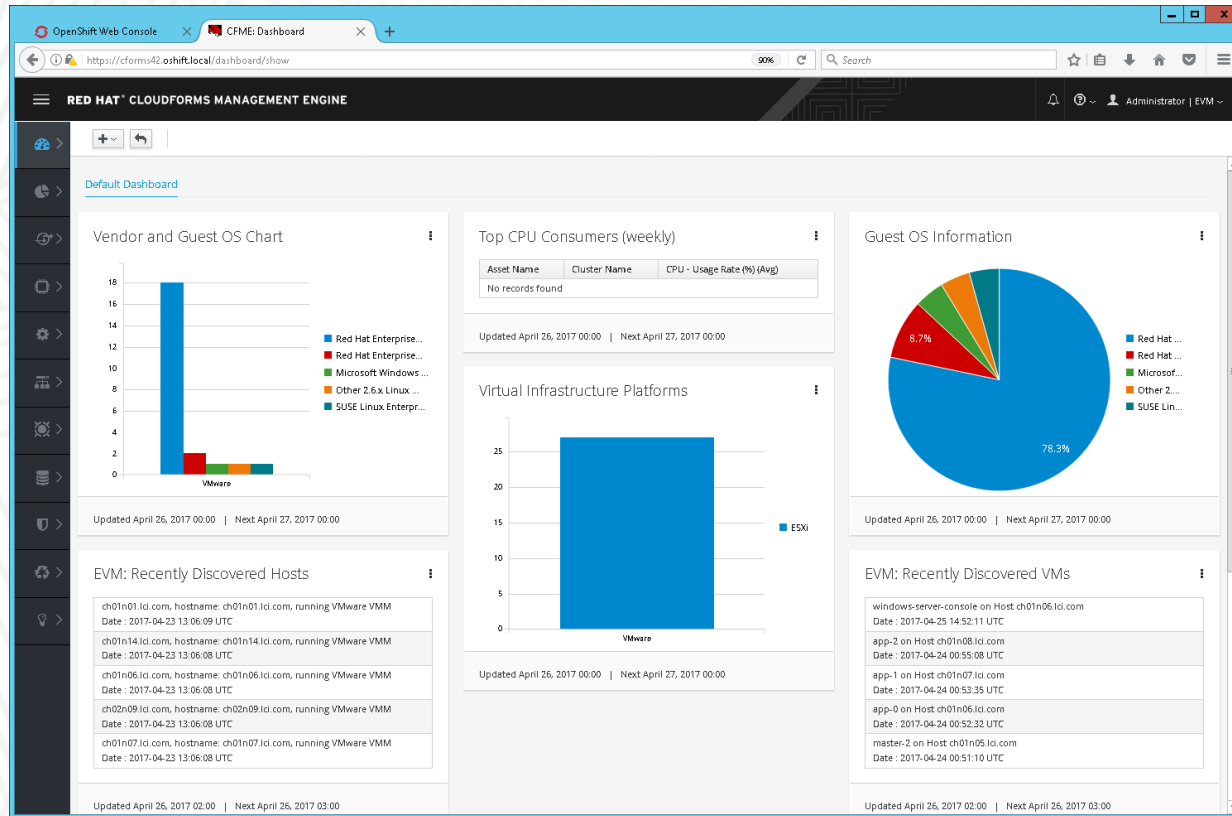 OpenShift Web Console
CFME: Dashboard
https://cforms42.oshift.local/dashboard/show
90%
Search
RED HAT® CLOUDFORMS MANAGEMENT ENGINE
Administrator | EVM
Default Dashboard
Vendor and Guest OS Chart
18
16
14
12
10
8
6
4
2
0
VMware
Red Hat Enterprise...
Red Hat Enterprise...
Microsoft Windows ...
Other 2.6.x Linux ...
SUSE Linux Enterpr...
Updated April 26, 2017 00:00 | Next April 27, 2017 00:00
Top CPU Consumers (weekly)
Asset Name Cluster Name CPU - Usage Rate (%) (Avg)
No records found
Updated April 26, 2017 00:00 | Next April 27, 2017 00:00
Virtual Infrastructure Platforms
25
20
15
10
5
0
VMware
ESXi
Updated April 26, 2017 00:00 | Next April 27, 2017 00:00
Guest OS Information
8.7%
78.3%
Red Hat ...
Red Hat ...
Microsof...
Other 2....
SUSE Lin...
Updated April 26, 2017 00:00 | Next April 27, 2017 00:00
EVM: Recently Discovered Hosts
ch01n01.lci.com, hostname: ch01n01.lci.com, running VMware VMM
Date : 2017-04-23 13:06:09 UTC
ch01n14.lci.com, hostname: ch01n14.lci.com, running VMware VMM
Date : 2017-04-23 13:06:08 UTC
ch01n06.lci.com, hostname: ch01n06.lci.com, running VMware VMM
Date : 2017-04-23 13:06:08 UTC
ch02n09.lci.com, hostname: ch02n09.lci.com, running VMware VMM
Date : 2017-04-23 13:06:08 UTC
ch01n07.lci.com, hostname: ch01n07.lci.com, running VMware VMM
Date : 2017-04-23 13:06:08 UTC
Updated April 26, 2017 02:00 | Next April 26, 2017 03:00
EVM: Recently Discovered VMs
windows-server-console on Host ch01n06.lci.com
Date : 2017-04-25 14:52:11 UTC
app-2 on Host ch01n08.lci.com
Date : 2017-04-24 00:55:08 UTC
app-1 on Host ch01n07.lci.com
Date : 2017-04-24 00:53:35 UTC
app-0 on Host ch01n06.lci.com
Date : 2017-04-24 00:52:32 UTC
master-2 on Host ch01n05.lci.com
Date : 2017-04-24 00:51:10 UTC
Updated April 26, 2017 02:00 | Next April 26, 2017 03:00